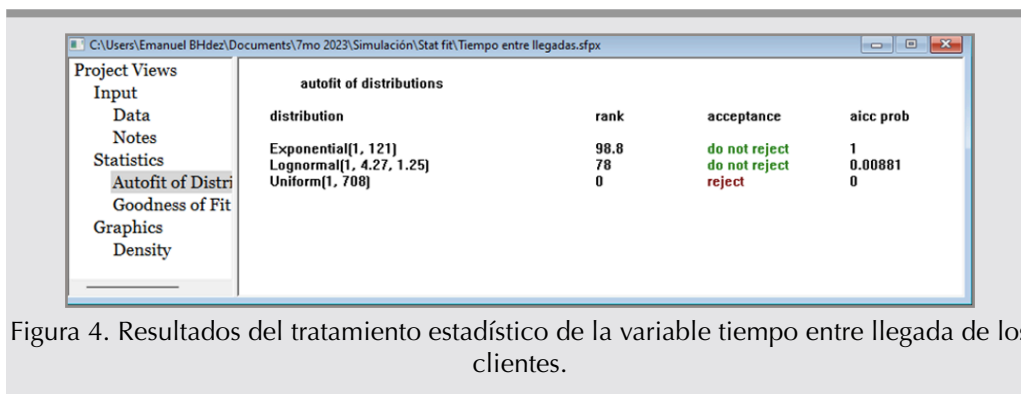 C:\Users\Emanuel BHdez\Documents\7mo 2023\Simulación\Stat fit\Tiempo entre llegadas.sfpx
Project Views
Input
Data
Notes
Statistics
Autofit of Distri
Goodness of Fit
Graphics
Density
autofit of distributions
distribution rank acceptance aicc prob
Exponential(1, 121) 98.8 do not reject 1
Lognormal(1, 4.27, 1.25) 78 do not reject 0.00881
Uniform(1, 708) 0 reject 0
Figura 4. Resultados del tratamiento estadístico de la variable tiempo entre llegada de los
clientes.